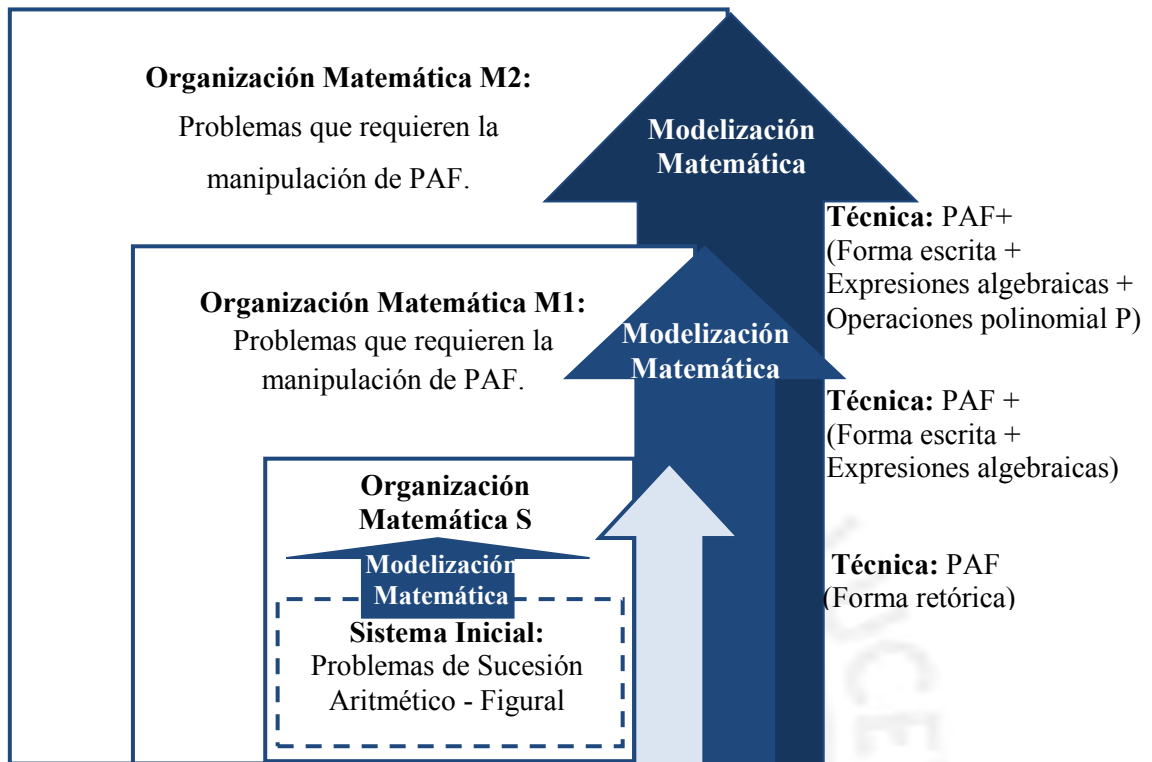 Organización Matemática M2:
Problemas que requieren la
manipulación de PAF.
Modelización
Matemática
Técnica: PAF+
(Forma escrita +
Expresiones algebraicas +
Operaciones polinomial P)
Organización Matemática M1:
Problemas que requieren la
manipulación de PAF.
Modelización
Matemática
Técnica: PAF +
(Forma escrita +
Expresiones algebraicas)
Organización
Matemática S
Modelización
Matemática
Técnica: PAF
(Forma retórica)
Sistema Inicial:
Problemas de Sucesión
Aritmético - Figural